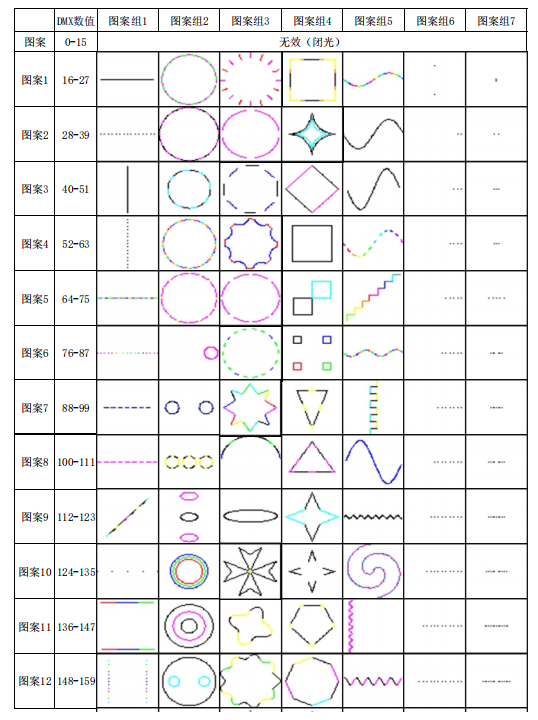 DMX数值 图案组1 图案组2 图案组3 图案组4 图案组5 图案组6 图案组7
图案 0-15 无效（闭光）
图案1 16-27
图案2 28-39
图案3 40-51
图案4 52-63
图案5 64-75
图案6 76-87
图案7 88-99
图案8 100-111
图案9 112-123
图案10 124-135
图案11 136-147
图案12 148-159